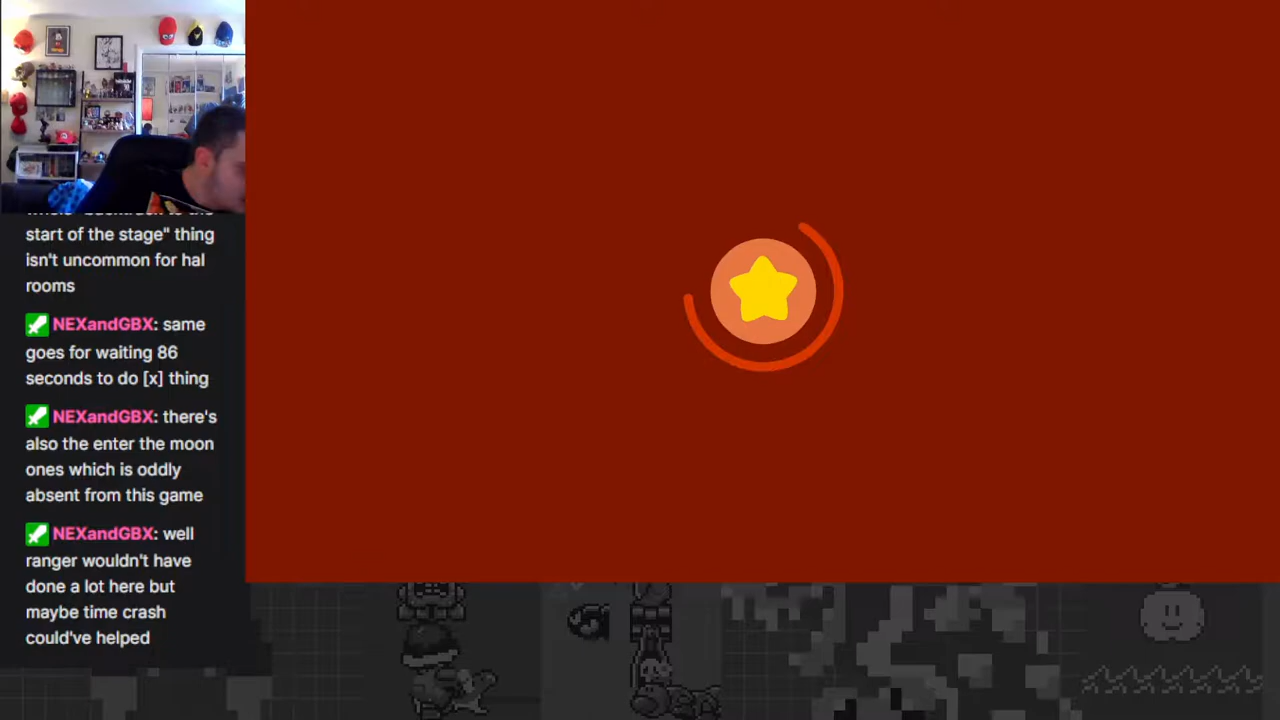 start of the stage" thing
isn't uncommon for hal
rooms
NEXandGBX: same
goes for waiting 86
seconds to do [x] thing
NEXandGBX: there's
also the enter the moon
ones which is oddly
absent from this game
NEXandGBX: well
ranger wouldn't have
done a lot here but
maybe time crash
could've helped